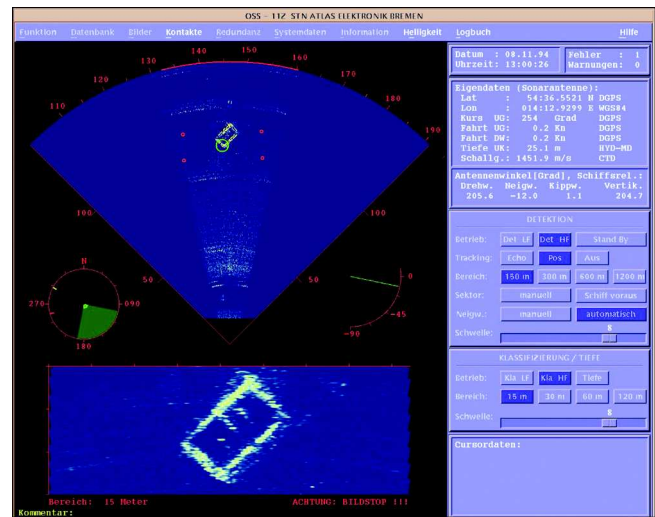 OSS - 112 STN ATLAS ELEKTRONIK BREMEN
Funktion Datenbank Bilder Kontakte Redundanz Systemdaten Information Helligkeit Logbuch Hilfe
Datum : 08.11.94
Uhrzeit: 13:00:26
Fehler : 1
Warnungen: 0
Eigendaten (Sonarantenne):
Lat : 54:36.5521 N DGPS
Lon : 014:12.9299 E WGS84
Kurs UG: 254 Grad DGPS
Fahrt UG: 0.2 Kn DGPS
Fahrt DW: 0.2 Kn DGPS
Tiefe UK: 25.1 m HYD-MD
Schallg.: 1451.9 m/s CTD
Antennenwinkel[Grad], Schiffsrel.:
Drehw. Neigw. Kippw. Vertik.
205.6 -12.0 1.1 204.7
DETEKTION
Betrieb: Det LF Det HF Stand By
Tracking: Echo Pos Aus
Bereich: 150 m 300 m 600 m 1200 m
Sektor: manuell Schiff voraus
Neigw.: manuell automatisch
Schwelle: 8
KLASSIFIZIERUNG / TIEFE
Betrieb: Kla LF Kla HF Tiefe
Bereich: 15 m 30 m 60 m 120 m
Schwelle: 8
Cursordaten:
110 120 130 140 150 160 170 180 190
100 100
50 50
N
270 090
180
0
-45
-90
Bereich: 15 Meter ACHTUNG: BILDSTOP !!!
Kommentar: